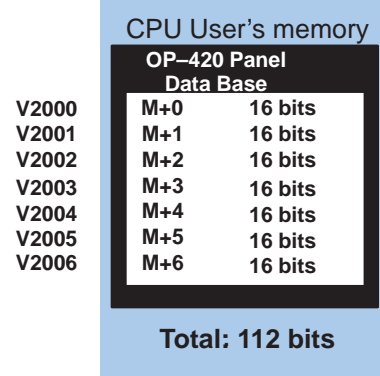 CPU User's memory
OP–420 Panel
Data Base
V2000 M+0 16 bits
V2001 M+1 16 bits
V2002 M+2 16 bits
V2003 M+3 16 bits
V2004 M+4 16 bits
V2005 M+5 16 bits
V2006 M+6 16 bits
Total: 112 bits